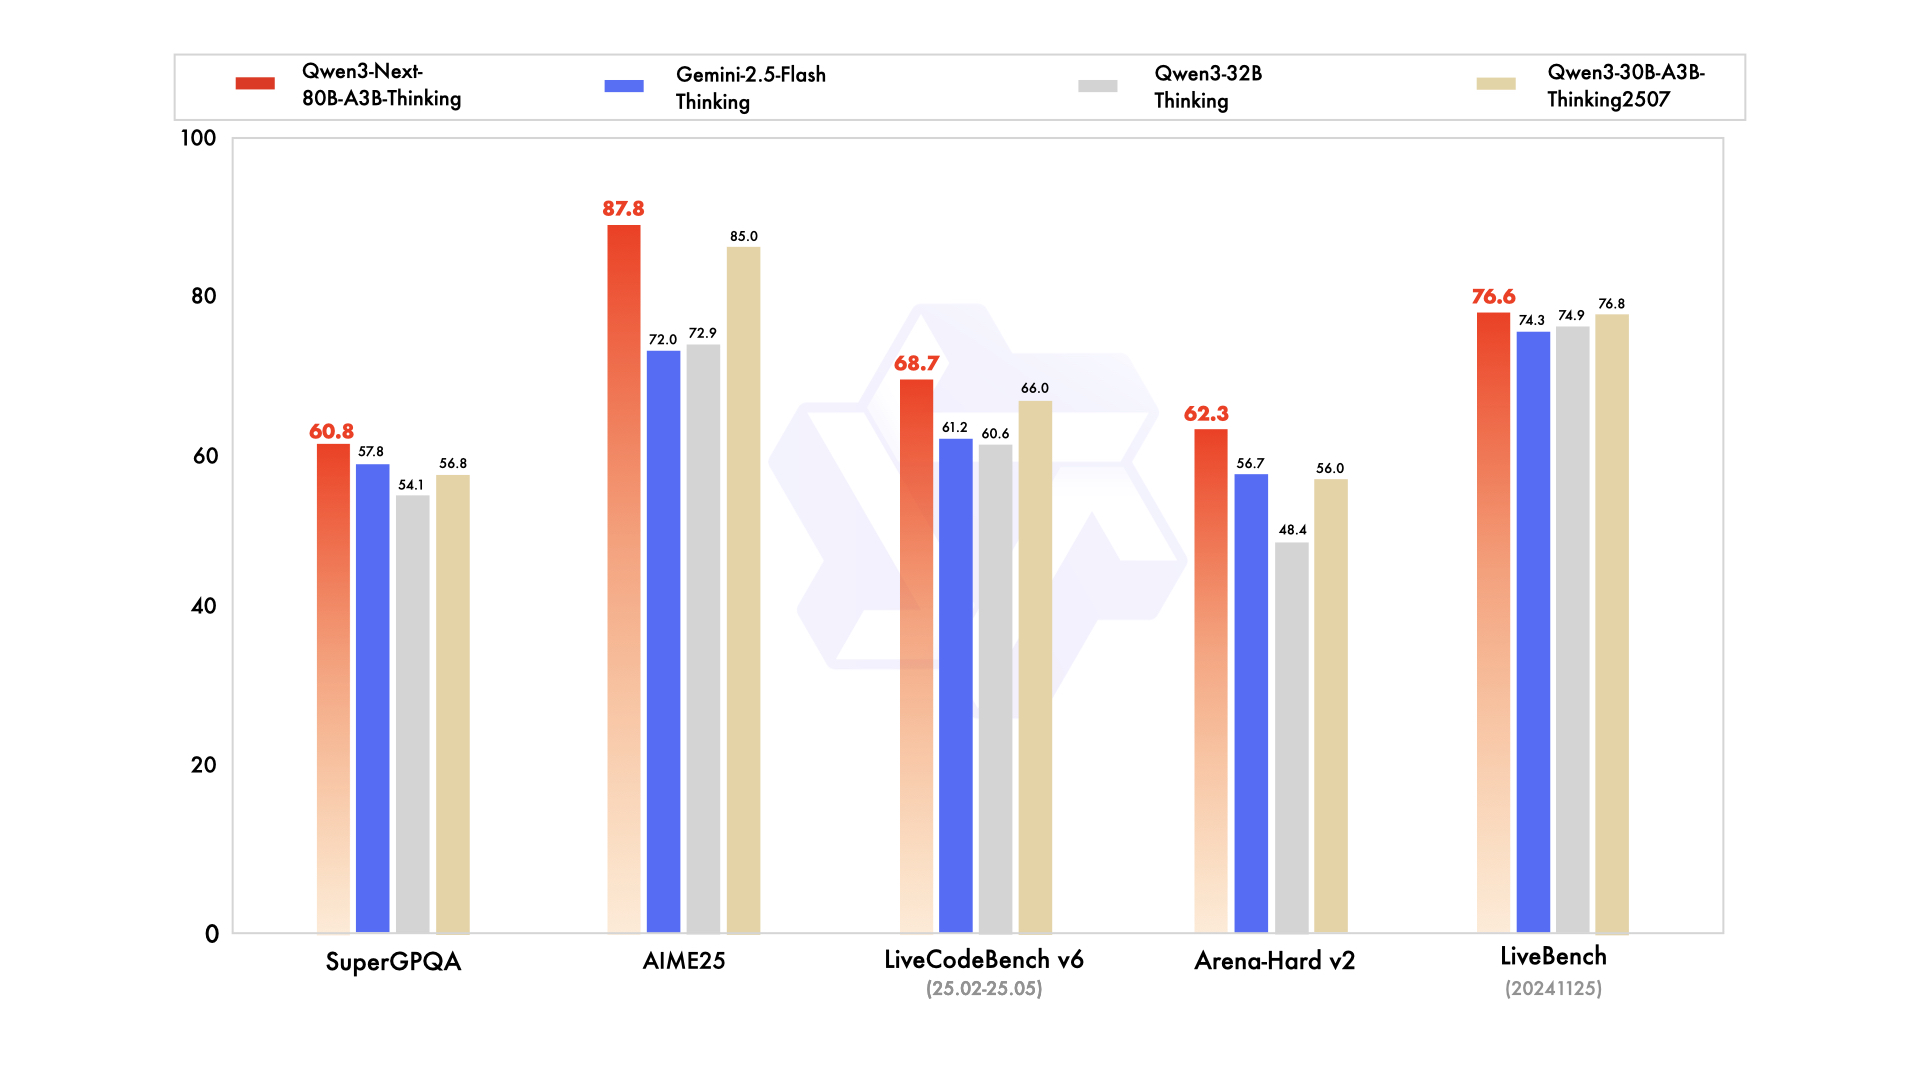 Qwen3-Next-
80B-A3B-Thinking
Gemini-2.5-Flash
Thinking
Qwen3-32B
Thinking
Qwen3-30B-A3B-
Thinking2507
100
80
60
40
20
0
60.8
57.8
54.1
56.8
87.8
72.0
72.9
85.0
68.7
61.2
60.6
66.0
62.3
56.7
48.4
56.0
76.6
74.3
74.9
76.8
SuperGPQA
AIME25
LiveCodeBench v6
(25.02-25.05)
Arena-Hard v2
LiveBench
(20241125)